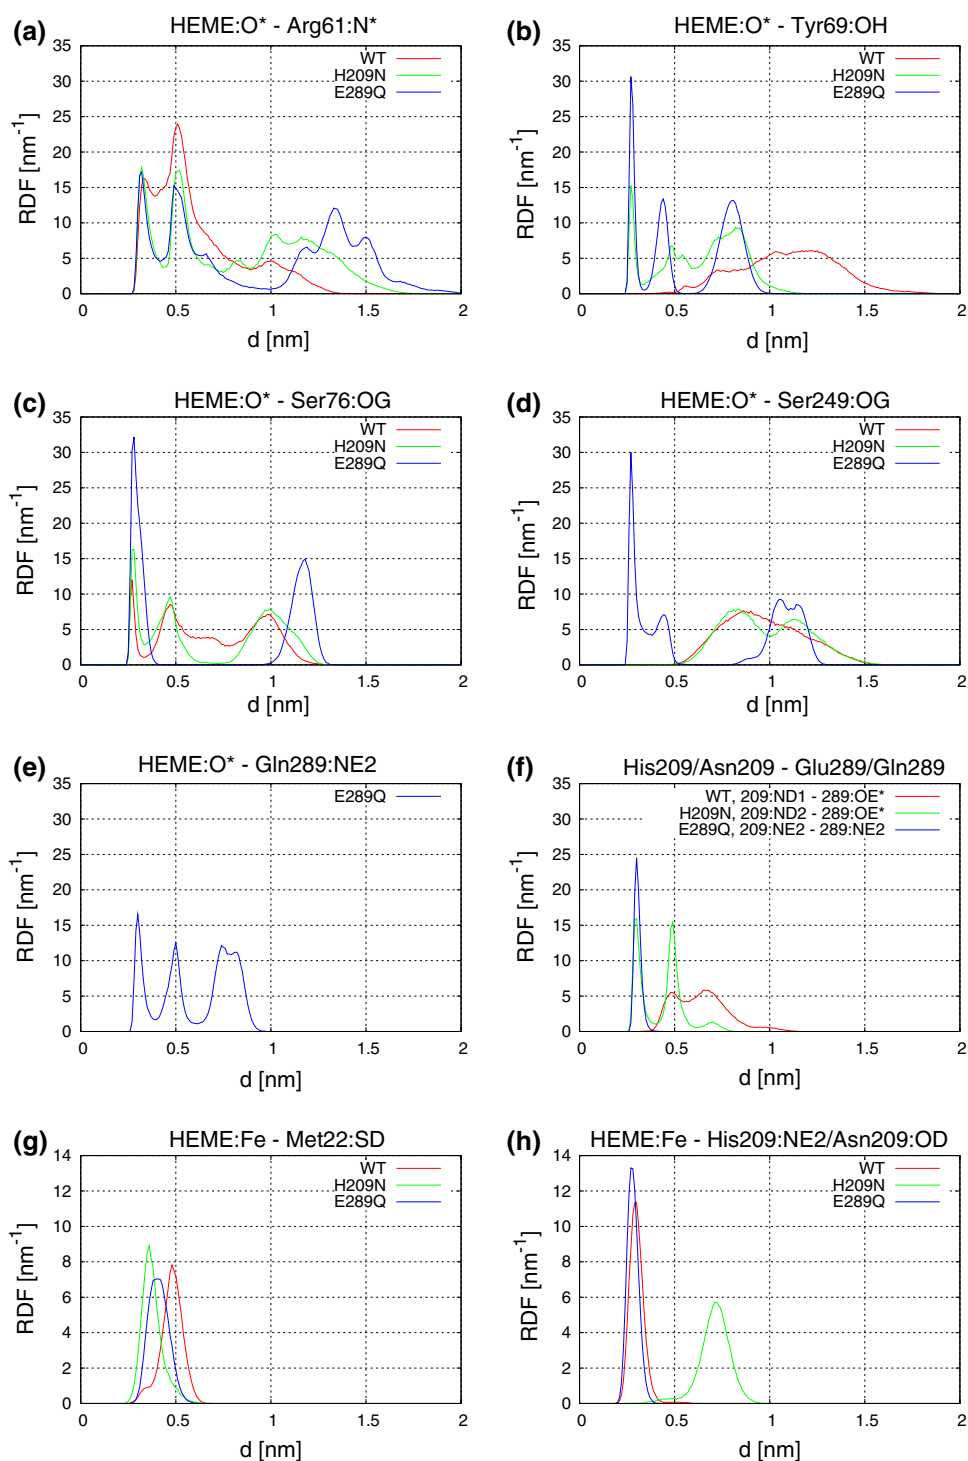 (a) HEME:O* - Arg61:N*
WT
H209N
E289Q
RDF [nm-1]
35
30
25
20
15
10
5
0
0 0.5 1 1.5 2
d [nm]
(b) HEME:O* - Tyr69:OH
WT
H209N
E289Q
RDF [nm-1]
35
30
25
20
15
10
5
0
0 0.5 1 1.5 2
d [nm]
(c) HEME:O* - Ser76:OG
WT
H209N
E289Q
RDF [nm-1]
35
30
25
20
15
10
5
0
0 0.5 1 1.5 2
d [nm]
(d) HEME:O* - Ser249:OG
WT
H209N
E289Q
RDF [nm-1]
35
30
25
20
15
10
5
0
0 0.5 1 1.5 2
d [nm]
(e) HEME:O* - Gln289:NE2
E289Q
RDF [nm-1]
35
30
25
20
15
10
5
0
0 0.5 1 1.5 2
d [nm]
(f) His209/Asn209 - Glu289/Gln289
WT, 209:ND1 - 289:OE*
H209N, 209:ND2 - 289:OE*
E289Q, 209:NE2 - 289:NE2
RDF [nm-1]
35
30
25
20
15
10
5
0
0 0.5 1 1.5 2
d [nm]
(g) HEME:Fe - Met22:SD
WT
H209N
E289Q
RDF [nm-1]
14
12
10
8
6
4
2
0
0 0.5 1 1.5 2
d [nm]
(h) HEME:Fe - His209:NE2/Asn209:OD
WT
H209N
E289Q
RDF [nm-1]
14
12
10
8
6
4
2
0
0 0.5 1 1.5 2
d [nm]